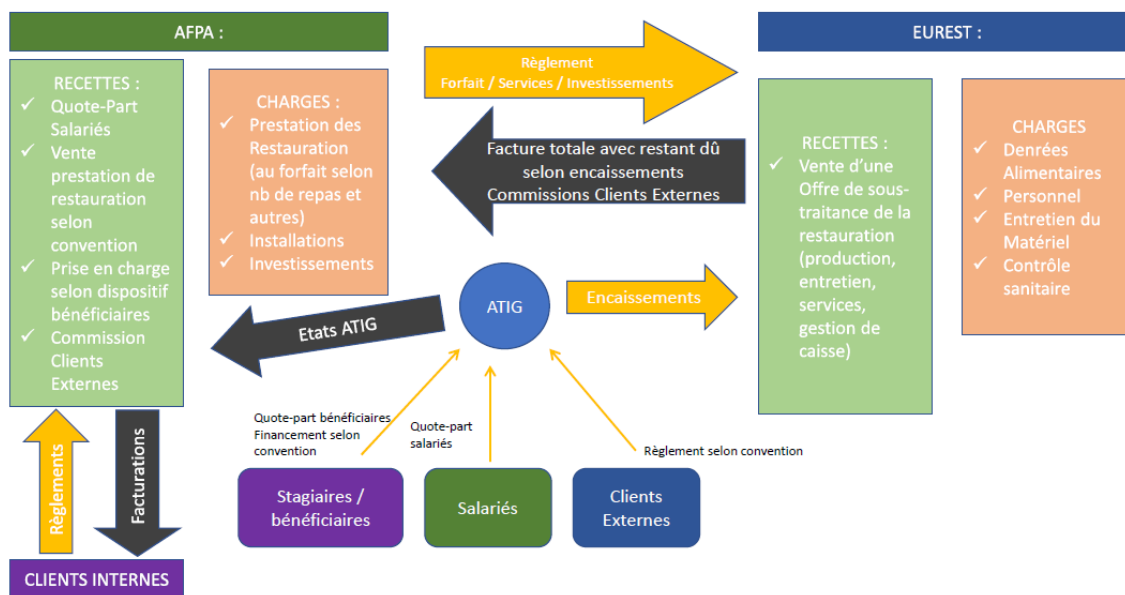 AFPA :
EUREST :
RECETTES :
✓ Quote-Part
Salariés
✓ Vente
prestation de
restauration
selon
convention
✓ Prise en charge
selon dispositif
bénéficiaires
✓ Commission
Clients
Externes
CHARGES :
✓ Prestation des
Restauration
(au forfait selon
nb de repas et
autres)
✓ Installations
✓ Investissements
Règlement
Forfait / Services / Investissements
Facture totale avec restant dû
selon encaissements
Commissions Clients Externes
RECETTES :
✓ Vente d'une
Offre de sous-
traitance de la
restauration
(production,
entretien,
services,
gestion de
caisse)
CHARGES
✓ Denrées
Alimentaires
✓ Personnel
✓ Entretien du
Matériel
✓ Contrôle
sanitaire
ATIG
Encaissements
Etats ATIG
Quote-part bénéficiaires
Financement selon
convention
Quote-part
salariés
Règlement selon convention
Stagiaires /
bénéficiaires
Salariés
Clients
Externes
Règlements
Facturations
CLIENTS INTERNES